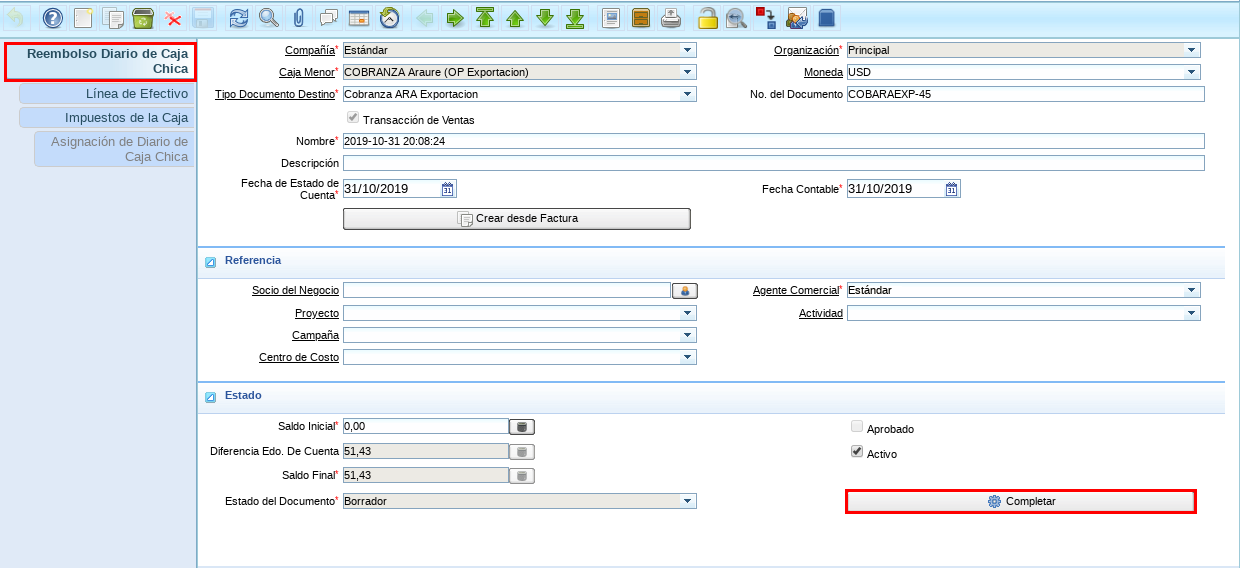 Reembolso Diario de Caja
Chica
Línea de Efectivo
Impuestos de la Caja
Asignación de Diario de
Caja Chica
Compañía* Estándar Organización* Principal
Caja Menor* COBRANZA Araure (OP Exportacion) Moneda USD
Tipo Documento Destino* Cobranza ARA Exportacion No. del Documento COBARAEXP-45
Transacción de Ventas
Nombre* 2019-10-31 20:08:24
Descripción
Fecha de Estado de
Cuenta* 31/10/2019 31 Fecha Contable* 31/10/2019 31
Crear desde Factura
Referencia
Socio del Negocio Agente Comercial* Estándar
Proyecto Actividad
Campaña
Centro de Costo
Estado
Saldo Inicial* 0,00 Aprobado
Diferencia Edo. De Cuenta 51,43 Activo
Saldo Final* 51,43
Estado del Documento* Borrador Completar